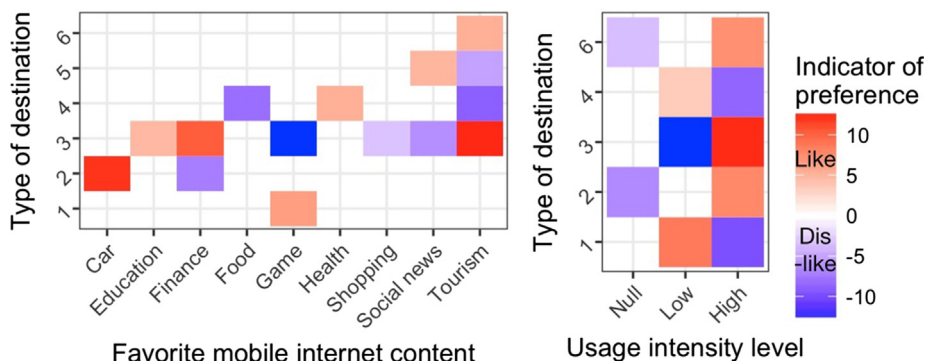 Type of destination
6
5
4
3
2
1
Car
Education
Finance
Food
Game
Health
Shopping
Social news
Tourism
Favorite mobile internet content
Type of destination
6
4
3
2
1
Null
Low
High
Usage intensity level
Indicator of
preference
10
Like
5
0
Dis
-like
-5
-10